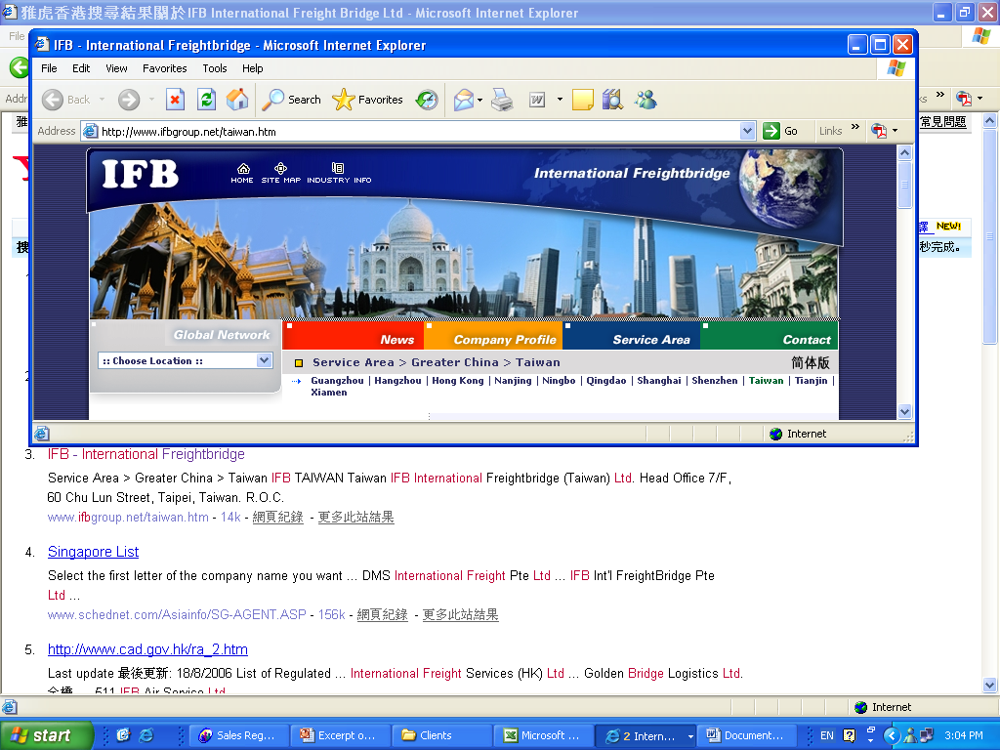 雅虎香港搜尋結果關於IFB International Freight Bridge Ltd - Microsoft Internet Explorer
File
IFB - International Freightbridge - Microsoft Internet Explorer
File Edit View Favorites Tools Help
Back Search Favorites
Addr
Address http://www.ifbgroup.net/taiwan.htm Go Links »
雅
常見問題
IFB
HOME SITE MAP INDUSTRY INFO
International Freightbridge
NEW!
搜
秒完成。
Global Network
:: Choose Location ::
News Company Profile Service Area Contact
Service Area > Greater China > Taiwan 简体版
Guangzhou | Hangzhou | Hong Kong | Nanjing | Ningbo | Qingdao | Shanghai | Shenzhen | Taiwan | Tianjin |
Xiamen
Internet
3. IFB - International Freightbridge
Service Area > Greater China > Taiwan IFB TAIWAN Taiwan IFB International Freightbridge (Taiwan) Ltd. Head Office 7/F,
60 Chu Lun Street, Taipei, Taiwan. R.O.C.
www.ifbgroup.net/taiwan.htm - 14k - 網頁紀錄 - 更多此站結果
4. Singapore List
Select the first letter of the company name you want ... DMS International Freight Pte Ltd ... IFB Int'l FreightBridge Pte
Ltd ...
www.schednet.com/Asiainfo/SG-AGENT.ASP - 156k - 網頁紀錄 - 更多此站結果
5. http://www.cad.gov.hk/ra_2.htm
Last update 最後更新: 18/8/2006 List of Regulated ... International Freight Services (HK) Ltd ... Golden Bridge Logistics Ltd.
金橋 ... 511 IFB Air Service Ltd
Internet
start Sales Reg... Excerpt o... Clients Microsoft ... 2 Intern... Document... EN 3:04 PM